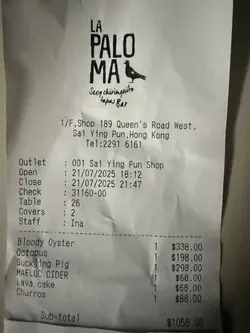 LA
PALO
MA
Sexy chiringuito
tapas Bar
1/F,Shop 189 Queen's Road West,
Sai Ying Pun,Hong Kong
Tel:2291 6161
Outlet : 001 Sai Ying Pun Shop
Open : 21/07/2025 18:12
Close : 21/07/2025 21:47
Check : 31160-00
Table : 26
Covers : 2
Staff : Ina
Bloody Oyster 1 $338.00
Octopus 1 $198.00
Suckling Pig 1 $298.00
MAELOC CIDER 1 $68.00
Lava cake 1 $68.00
Churros 1 $88.00
Sub-total $1058.00